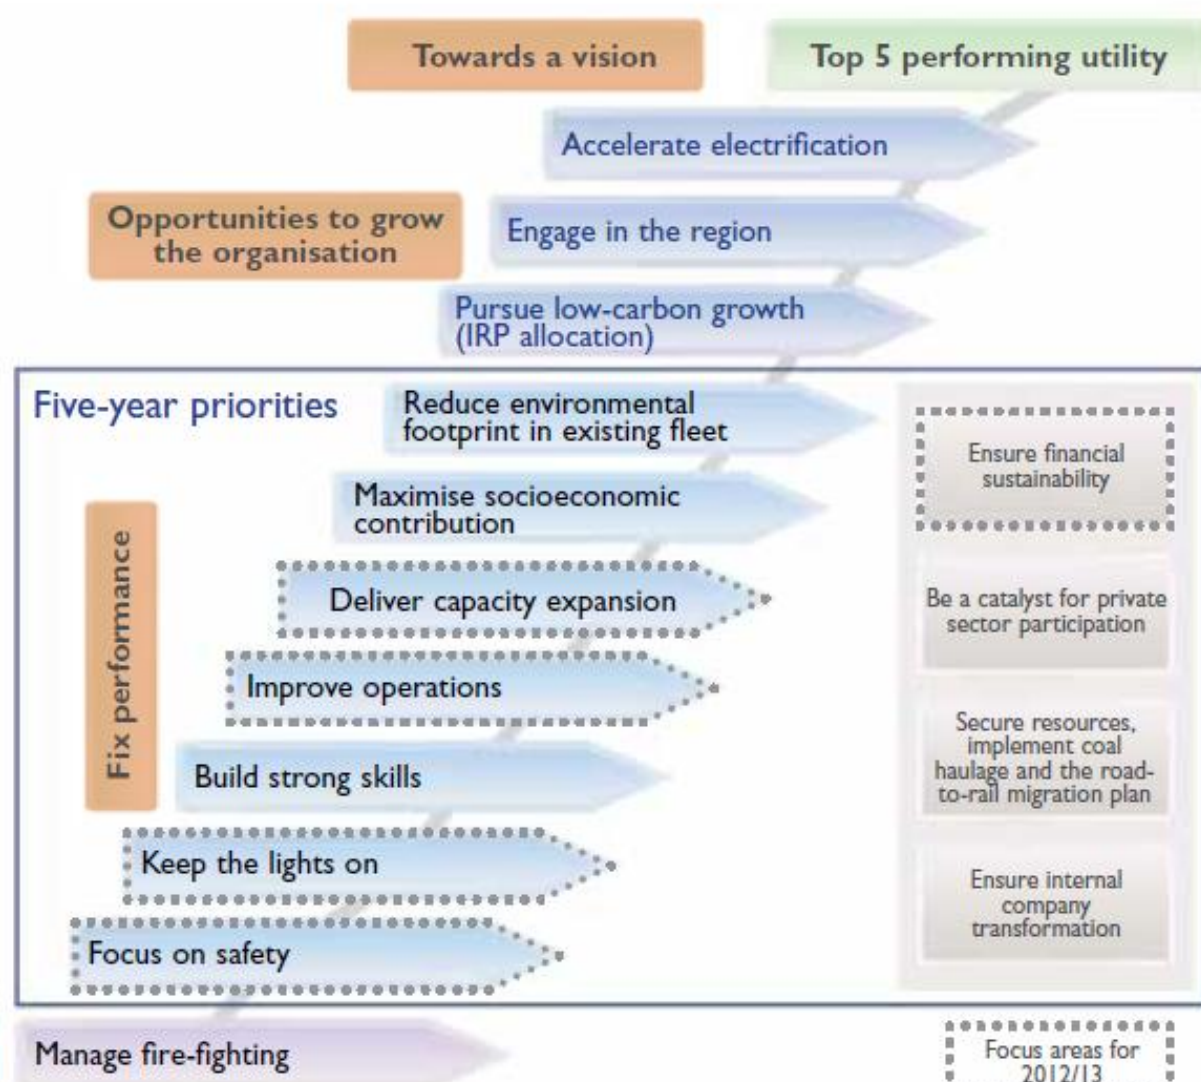 Towards a vision
Top 5 performing utility
Accelerate electrification
Opportunities to grow
the organisation
Engage in the region
Pursue low-carbon growth
(IRP allocation)
Five-year priorities
Reduce environmental
footprint in existing fleet
Maximise socioeconomic
contribution
Fix performance
Deliver capacity expansion
Improve operations
Build strong skills
Keep the lights on
Focus on safety
Ensure financial
sustainability
Be a catalyst for private
sector participation
Secure resources,
implement coal
haulage and the road-
to-rail migration plan
Ensure internal
company
transformation
Manage fire-fighting
Focus areas for
2012/13